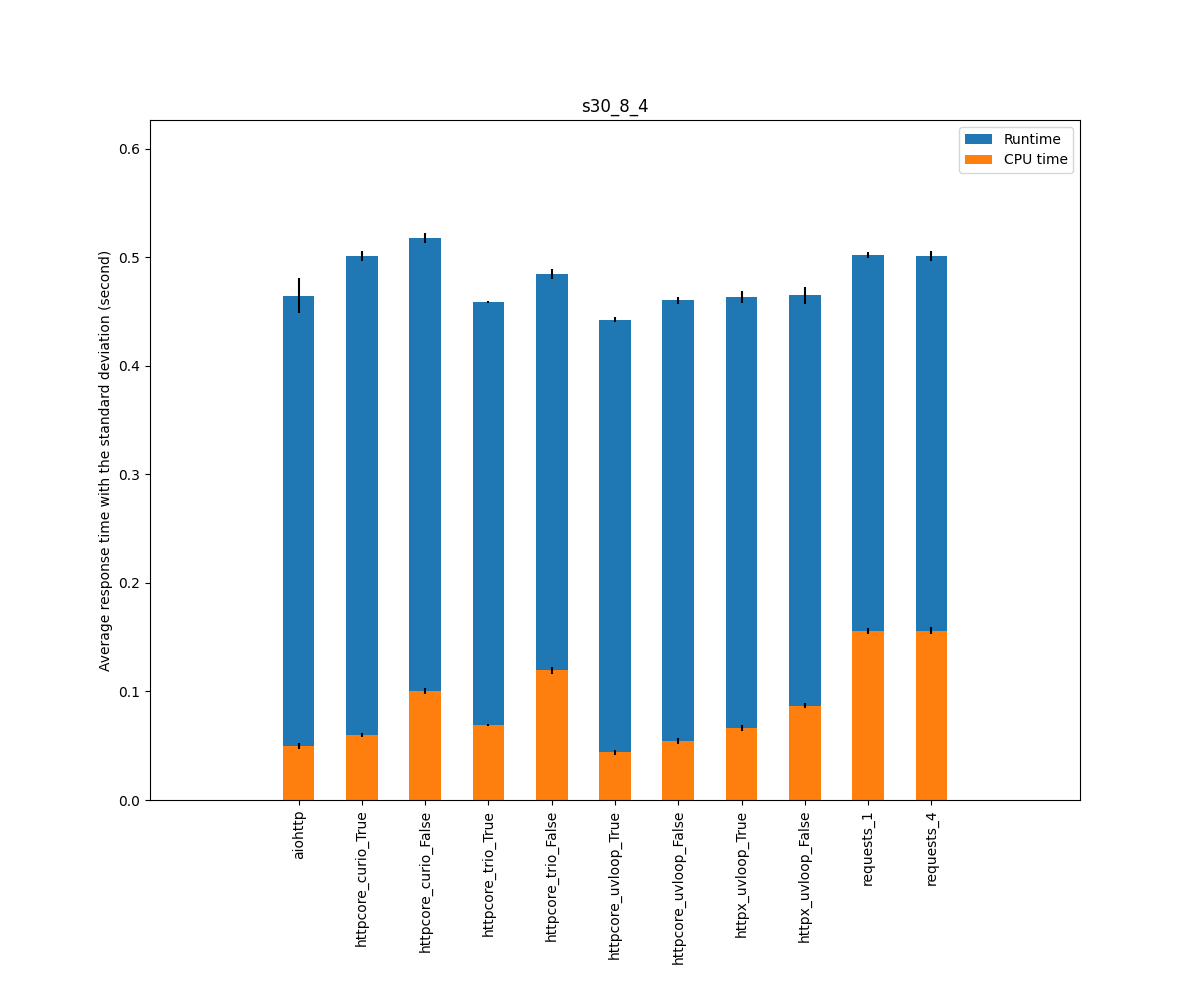 s30_8_4
Runtime
CPU time
Average response time with the standard deviation (second)
0.6
0.5
0.4
0.3
0.2
0.1
0.0
aiohttp
httpcore_curio_True
httpcore_curio_False
httpcore_trio_True
httpcore_trio_False
httpcore_uvloop_True
httpcore_uvloop_False
httpx_uvloop_True
httpx_uvloop_False
requests_1
requests_4